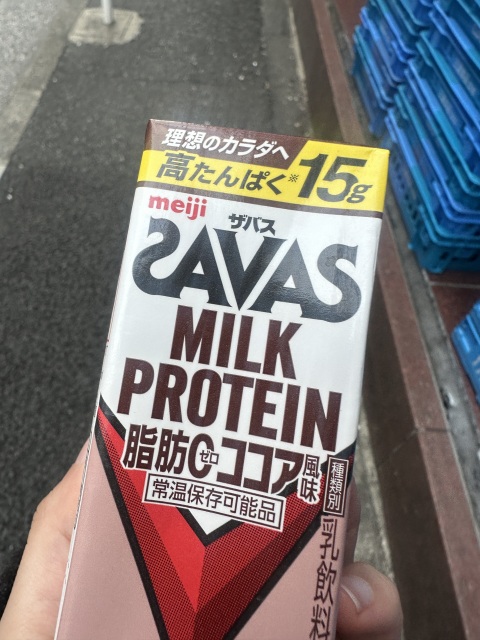 理想のカラダへ
高たんぱく※15g
meiji
ザバス
SAVAS
MILK
PROTEIN
脂肪0ゼロココア風味
常温保存可能品
種類別
乳飲料